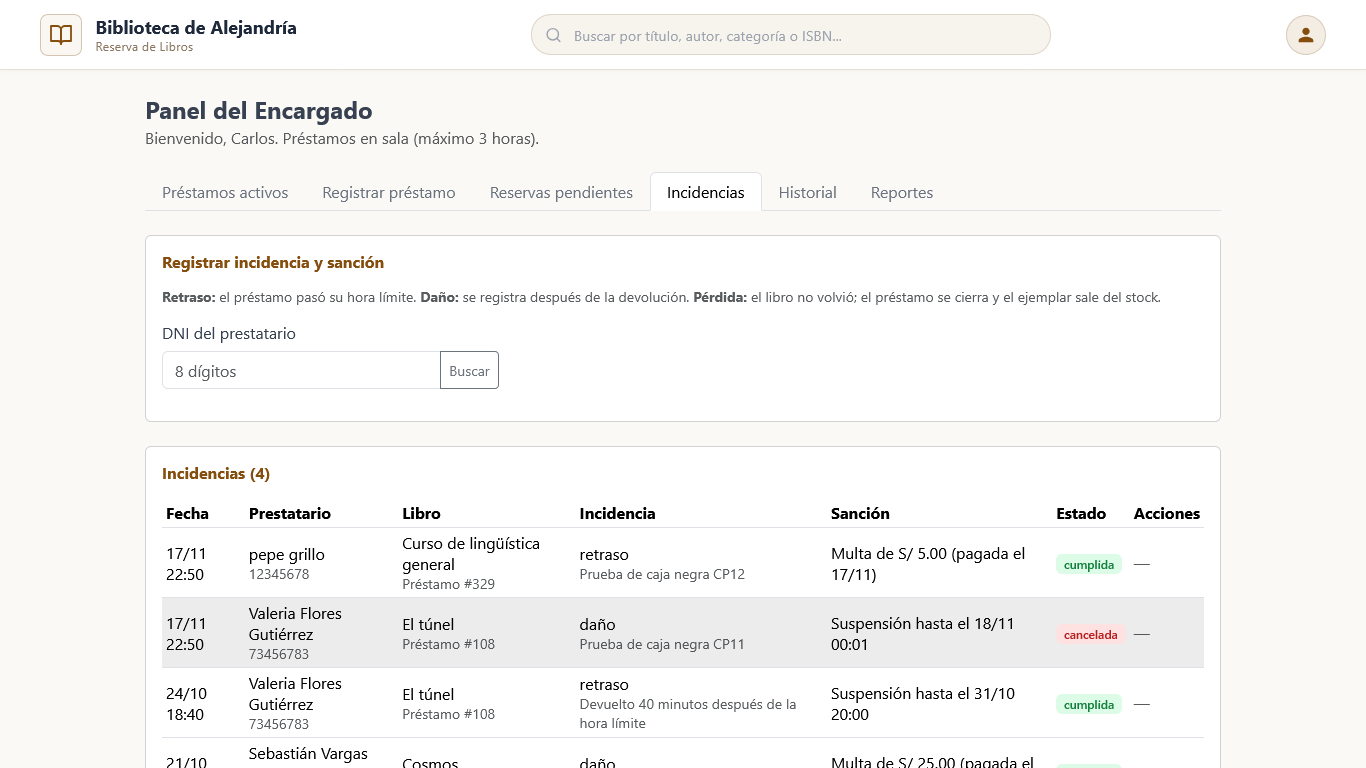 Biblioteca de Alejandría
Reserva de Libros
Buscar por título, autor, categoría o ISBN...
Panel del Encargado
Bienvenido, Carlos. Préstamos en sala (máximo 3 horas).
Préstamos activos Registrar préstamo Reservas pendientes Incidencias Historial Reportes
Registrar incidencia y sanción
Retraso: el préstamo pasó su hora límite. Daño: se registra después de la devolución. Pérdida: el libro no volvió; el préstamo se cierra y el ejemplar sale del stock.
DNI del prestatario
8 dígitos Buscar
Incidencias (4)
Fecha Prestatario Libro Incidencia Sanción Estado Acciones
17/11
22:50
pepe grillo
12345678
Curso de lingüística
general
Préstamo #329
retraso
Prueba de caja negra CP12
Multa de S/ 5.00 (pagada el
17/11)
cumplida
—
17/11
22:50
Valeria Flores
Gutiérrez
73456783
El túnel
Préstamo #108
daño
Prueba de caja negra CP11
Suspensión hasta el 18/11
00:01
cancelada
—
24/10
18:40
Valeria Flores
Gutiérrez
73456783
El túnel
Préstamo #108
retraso
Devuelto 40 minutos después de la
hora límite
Suspensión hasta el 31/10
20:00
cumplida
—
21/10
Sebastián Vargas
Cosmos
daño
Multa de S/ 25.00 (pagada el